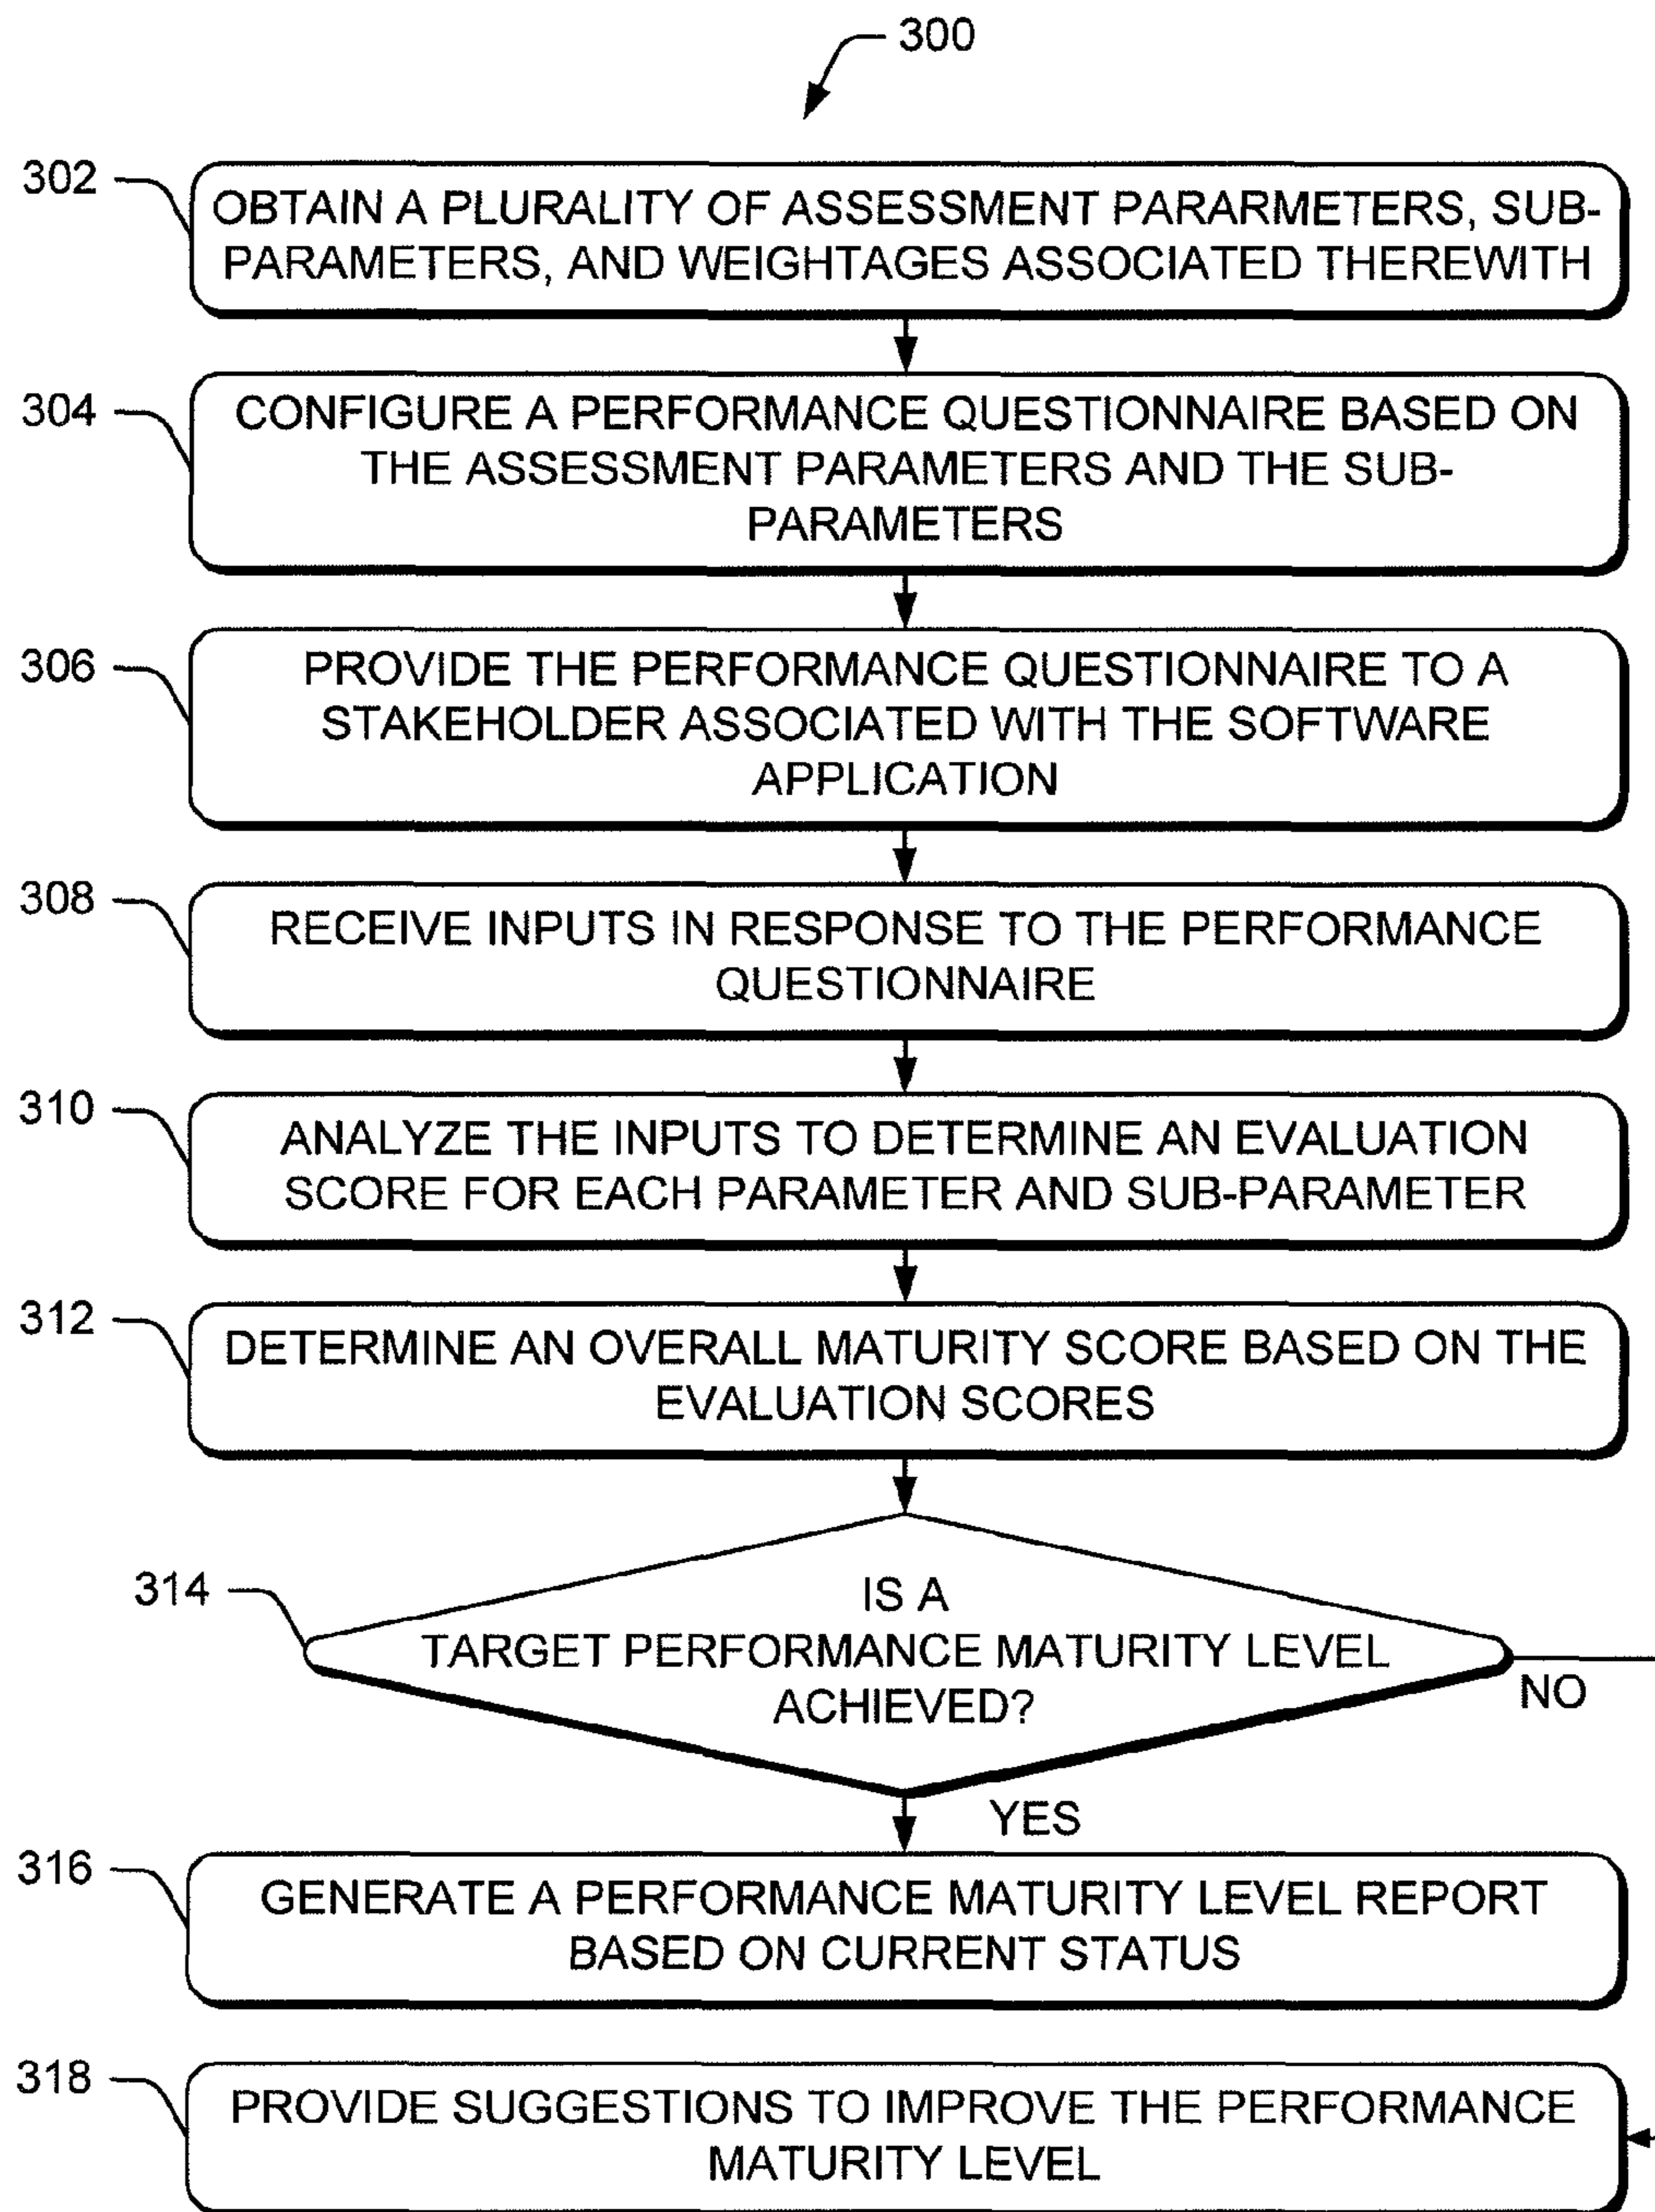 300
302
OBTAIN A PLURALITY OF ASSESSMENT PARARMETERS, SUB-
PARAMETERS, AND WEIGHTAGES ASSOCIATED THEREWITH
304
CONFIGURE A PERFORMANCE QUESTIONNAIRE BASED ON
THE ASSESSMENT PARAMETERS AND THE SUB-
PARAMETERS
306
PROVIDE THE PERFORMANCE QUESTIONNAIRE TO A
STAKEHOLDER ASSOCIATED WITH THE SOFTWARE
APPLICATION
308
RECEIVE INPUTS IN RESPONSE TO THE PERFORMANCE
QUESTIONNAIRE
310
ANALYZE THE INPUTS TO DETERMINE AN EVALUATION
SCORE FOR EACH PARAMETER AND SUB-PARAMETER
312
DETERMINE AN OVERALL MATURITY SCORE BASED ON THE
EVALUATION SCORES
314
IS A
TARGET PERFORMANCE MATURITY LEVEL
ACHIEVED?
NO
YES
316
GENERATE A PERFORMANCE MATURITY LEVEL REPORT
BASED ON CURRENT STATUS
318
PROVIDE SUGGESTIONS TO IMPROVE THE PERFORMANCE
MATURITY LEVEL